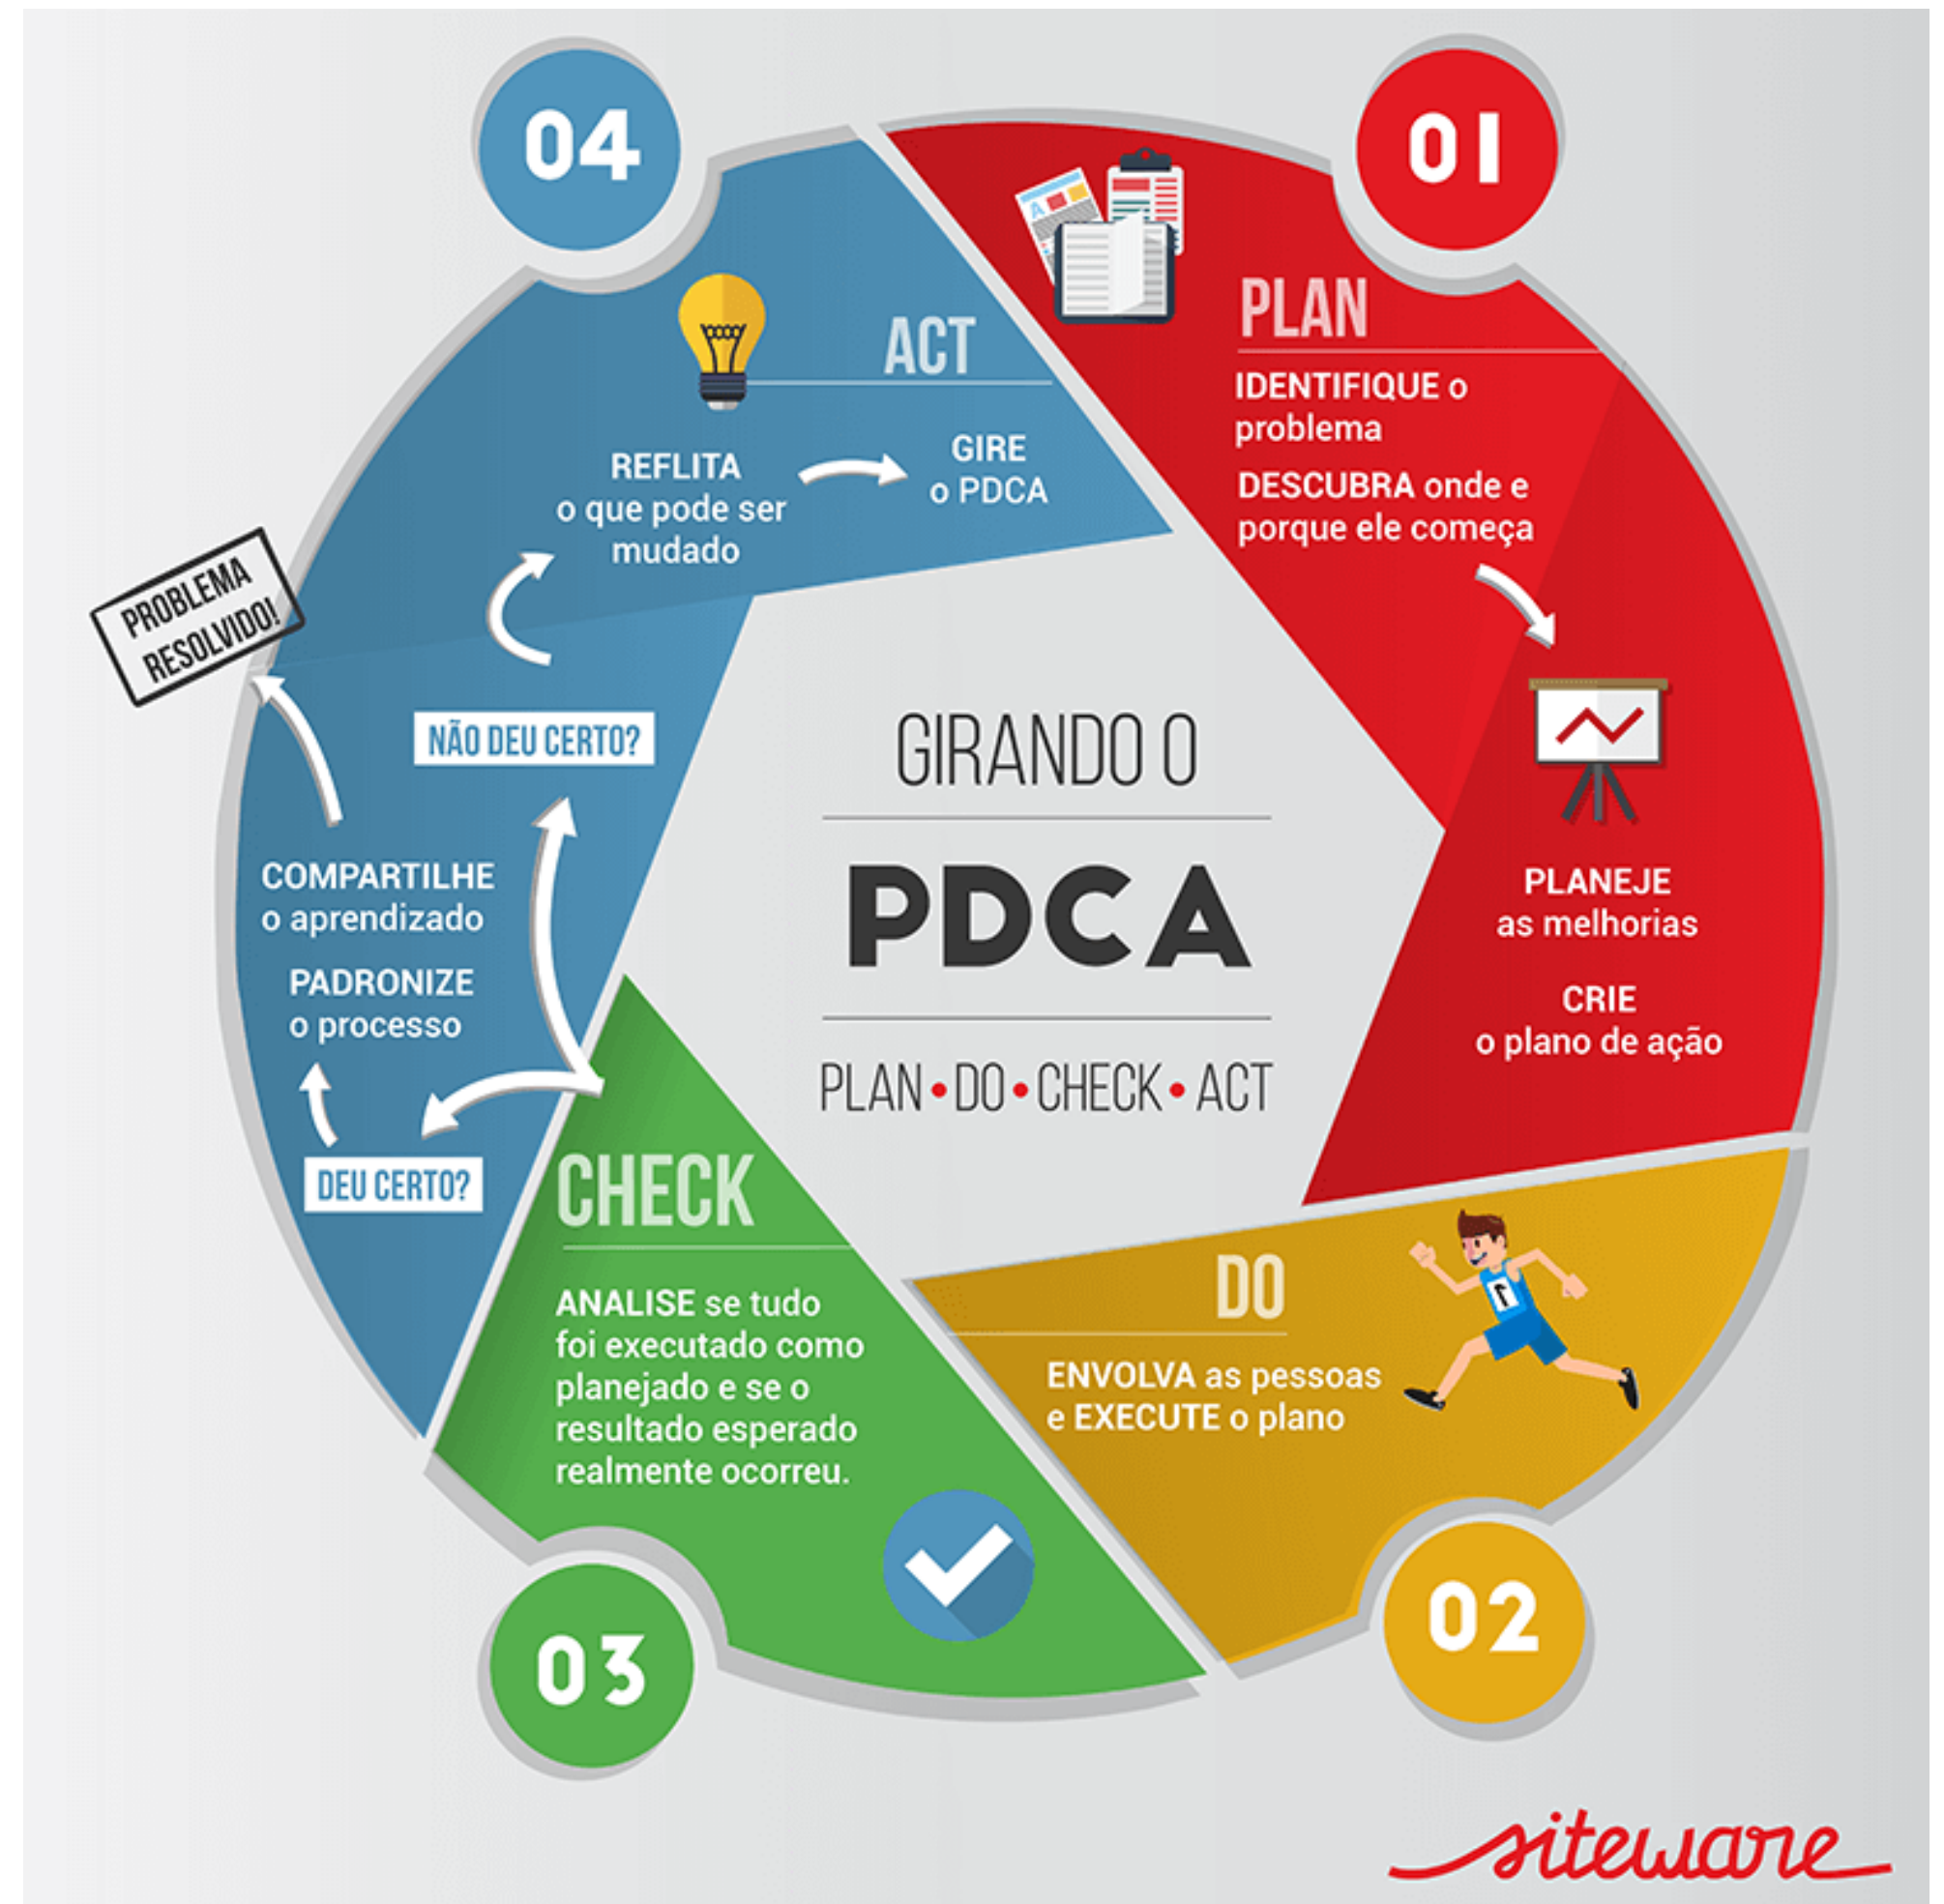 01
PLAN
IDENTIFIQUE o
problema
DESCUBRA onde e
porque ele começa
PLANEJE
as melhorias
CRIE
o plano de ação
DO
ENVOLVA as pessoas
e EXECUTE o plano
1
02
CHECK
ANALISE se tudo
foi executado como
planejado e se o
resultado esperado
realmente ocorreu.
03
04
ACT
DEU CERTO?
PADRONIZE
o processo
COMPARTILHE
o aprendizado
PROBLEMA
RESOLVIDO!
NÃO DEU CERTO?
REFLITA
o que pode ser
mudado
GIRE
o PDCA
GIRANDO O
PDCA
PLAN • DO • CHECK • ACT
A
siteware